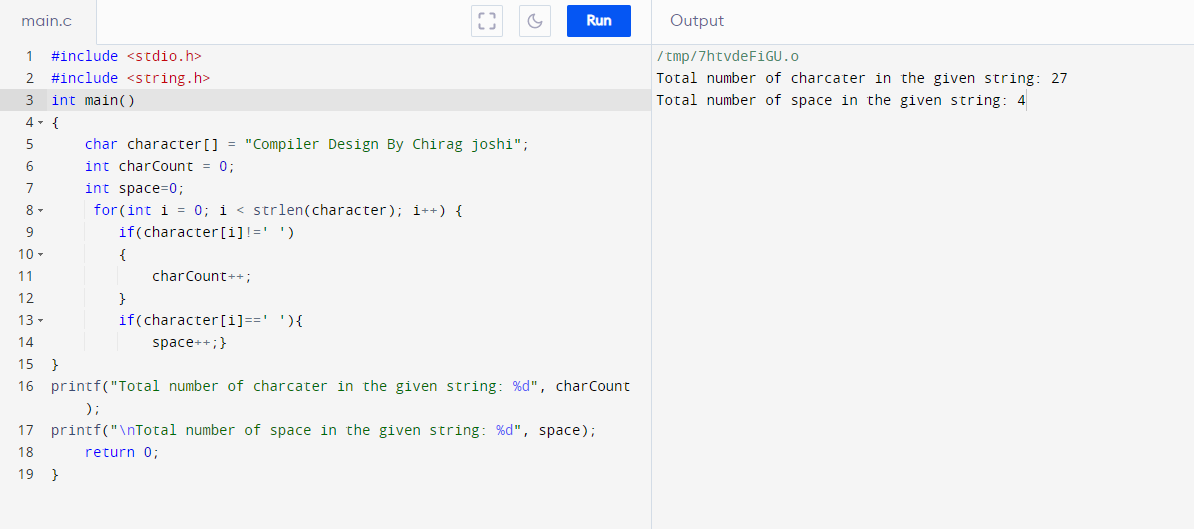 main.c
Run
Output
1 #include <stdio.h>
2 #include <string.h>
3 int main()
4 {
5 char character[] = "Compiler Design By Chirag joshi";
6 int charCount = 0;
7 int space=0;
8 for(int i = 0; i < strlen(character); i++) {
9 if(character[i]!=' ')
10 {
11 charCount++;
12 }
13 if(character[i]==' '){
14 space++;}
15 }
16 printf("Total number of charcater in the given string: %d", charCount
);
17 printf("\nTotal number of space in the given string: %d", space);
18 return 0;
19 }
/tmp/7htvdeFiGU.o
Total number of charcater in the given string: 27
Total number of space in the given string: 4